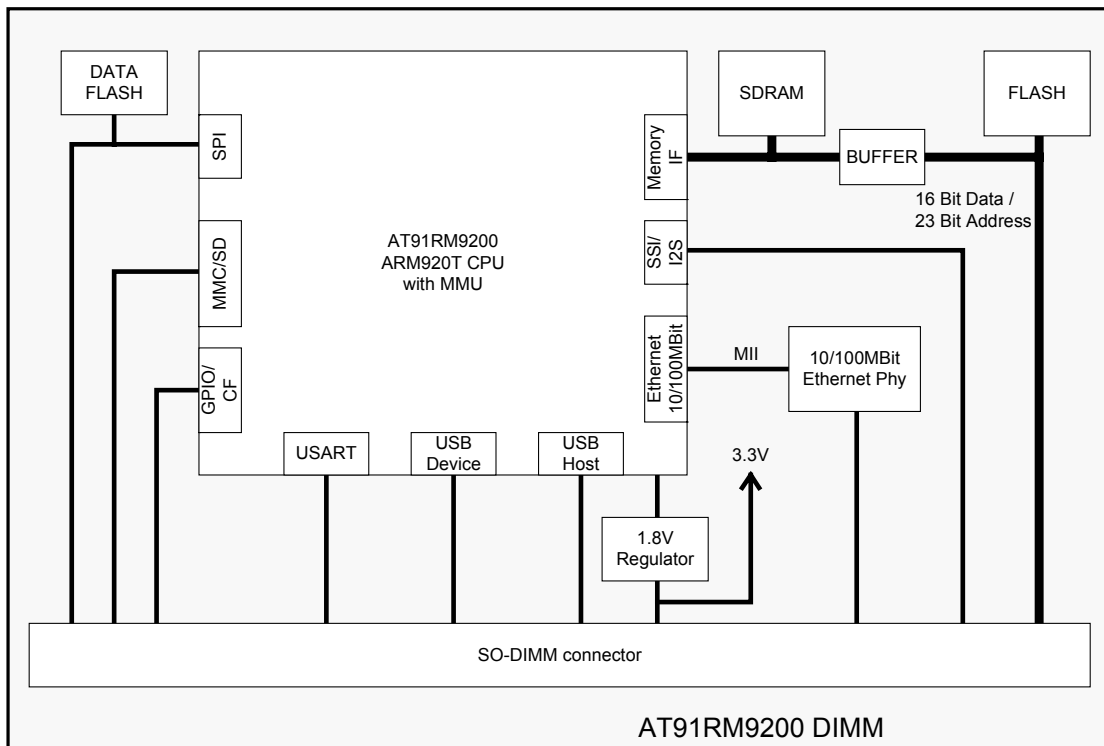 DATA
FLASH
SPI
MMC/SD
GPIO/
CF
AT91RM9200
ARM920T CPU
with MMU
Memory
IF
SSI/
I2S
Ethernet
10/100MBit
SDRAM
BUFFER
FLASH
16 Bit Data /
23 Bit Address
MII
10/100MBit
Ethernet Phy
USART
USB
Device
USB
Host
3.3V
1.8V
Regulator
SO-DIMM connector
AT91RM9200 DIMM